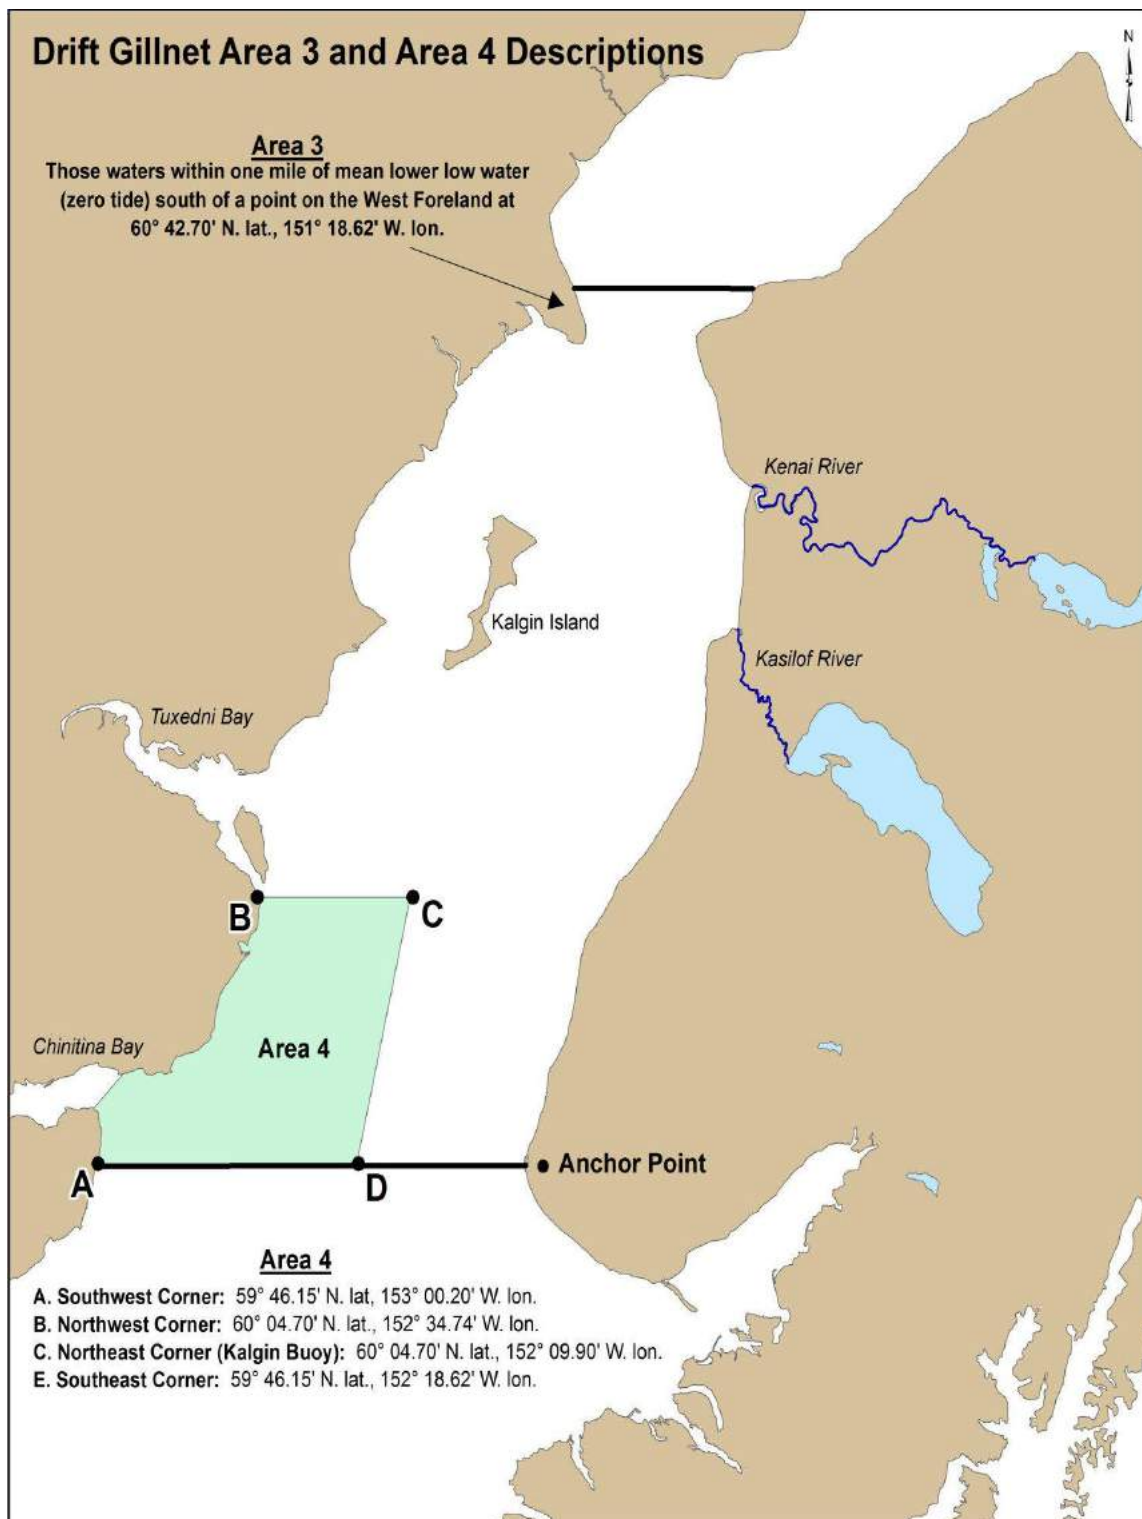 Drift Gillnet Area 3 and Area 4 Descriptions
N
Area 3
Those waters within one mile of mean lower low water
(zero tide) south of a point on the West Foreland at
60° 42.70' N. lat., 151° 18.62' W. lon.
Kenai River
Kalgin Island
Kasilof River
Tuxedni Bay
B
C
Chinitina Bay
Area 4
A
D
Anchor Point
Area 4
A. Southwest Corner: 59° 46.15' N. lat, 153° 00.20' W. lon.
B. Northwest Corner: 60° 04.70' N. lat., 152° 34.74' W. lon.
C. Northeast Corner (Kalgin Buoy): 60° 04.70' N. lat., 152° 09.90' W. lon.
E. Southeast Corner: 59° 46.15' N. lat., 152° 18.62' W. lon.